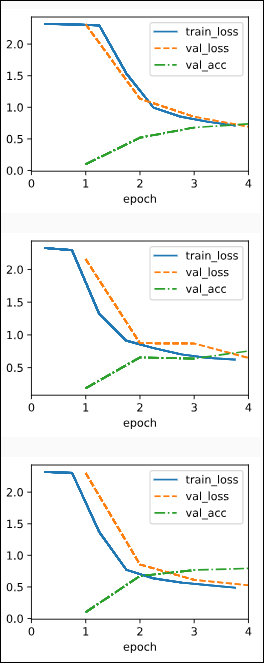 train_loss
val_loss
val_acc
2.0
1.5
1.0
0.5
0.0
0 1 2 3 4
epoch
train_loss
val_loss
val_acc
2.0
1.5
1.0
0.5
0 1 2 3 4
epoch
train_loss
val_loss
val_acc
2.0
1.5
1.0
0.5
0.0
0 1 2 3 4
epoch